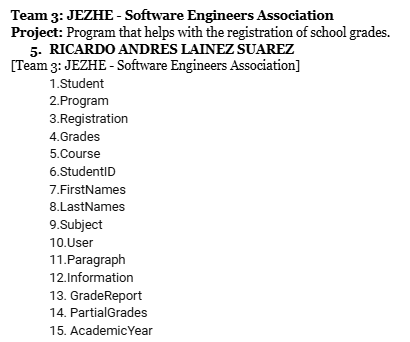 Team 3: JEZHE - Software Engineers Association
Project: Program that helps with the registration of school grades.
5. RICARDO ANDRES LAINEZ SUAREZ
[Team 3: JEZHE - Software Engineers Association]
1.Student
2.Program
3.Registration
4.Grades
5.Course
6.StudentID
7.FirstNames
8.LastNames
9.Subject
10.User
11.Paragraph
12.Information
13. GradeReport
14. PartialGrades
15. AcademicYear